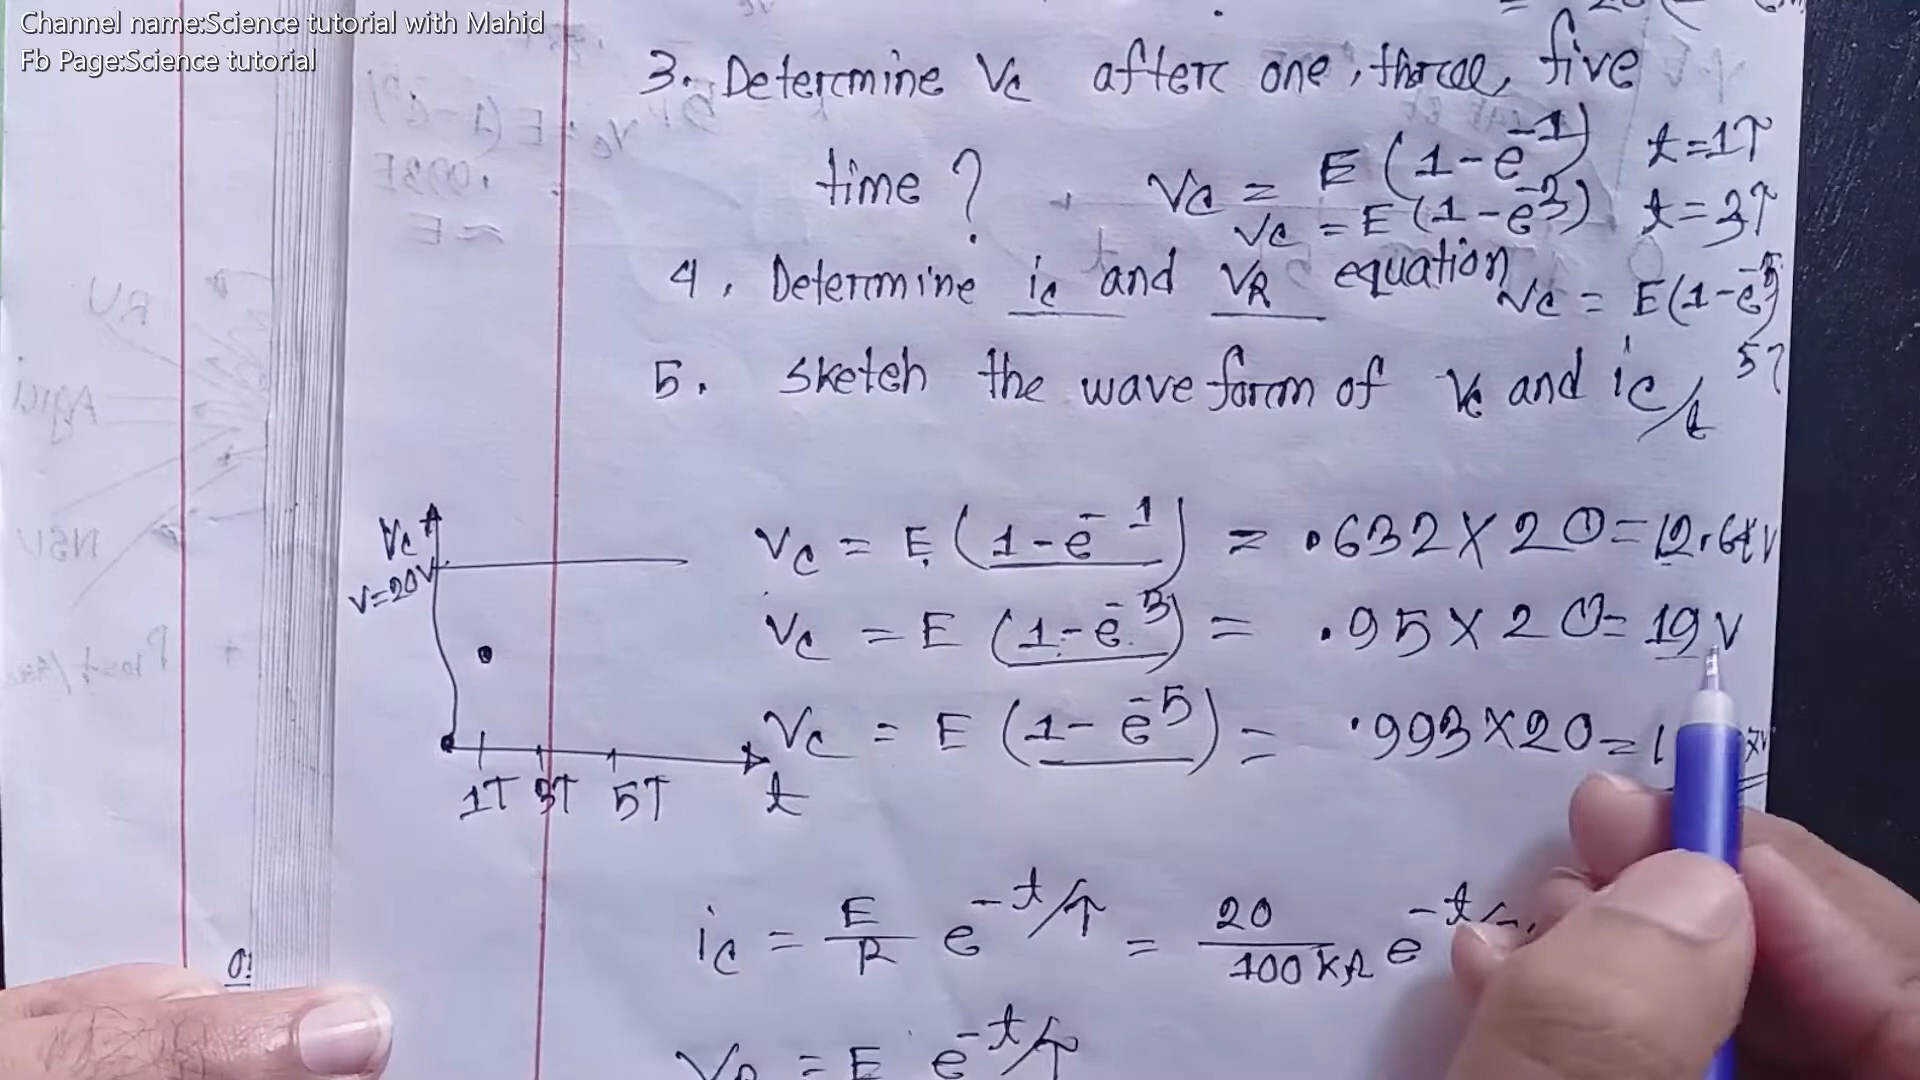 Channel name:Science tutorial with Mahid
Fb Page:Science tutorial
3. Determine Vc after one, three, five
time ? Vc = E (1-e^-1) t=1τ
Vc = E (1-e^-3) t=3τ
4. Determine ic and VR equation
Vc = E(1-e^-5)
5τ
5. Sketch the wave form of Vc and ic/t
Vc
V=20V
1τ 3τ 5τ t
Vc = E (1-e^-1) = .632 X 20 = 12.64V
Vc = E (1-e^-3) = .95 X 20 = 19V
Vc = E (1-e^-5) = .993 X 20 =
ic = E/R e^-t/τ = 20/100KΩ e^-t/
VR = E e^-t/τ